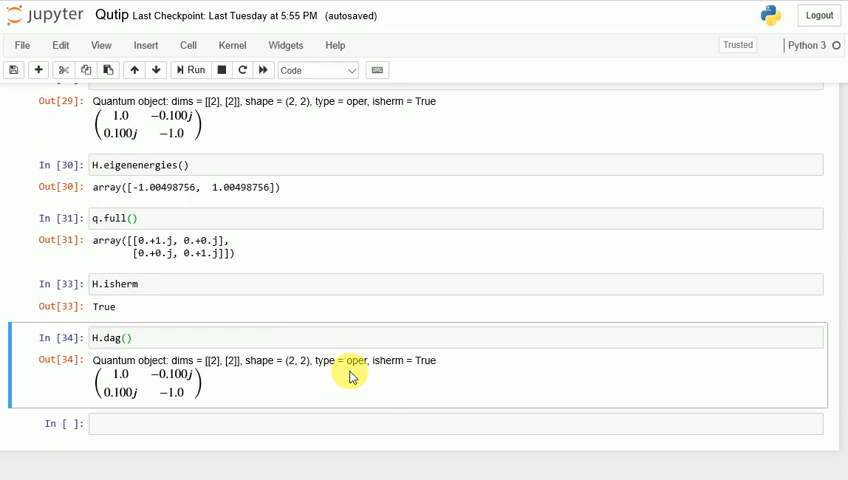 jupyter Qutip Last Checkpoint: Last Tuesday at 5:55 PM (autosaved)
Logout
File Edit View Insert Cell Kernel Widgets Help
Trusted
Python 3
Run
Code
Out[29]: Quantum object: dims = [[2], [2]], shape = (2, 2), type = oper, isherm = True
1.0 −0.100j
0.100j −1.0
In [30]: H.eigenenergies()
Out[30]: array([-1.00498756,  1.00498756])
In [31]: q.full()
Out[31]: array([[0.+1.j, 0.+0.j],
[0.+0.j, 0.+1.j]])
In [33]: H.isherm
Out[33]: True
In [34]: H.dag()
Out[34]: Quantum object: dims = [[2], [2]], shape = (2, 2), type = oper, isherm = True
1.0 −0.100j
0.100j −1.0
In [ ]: